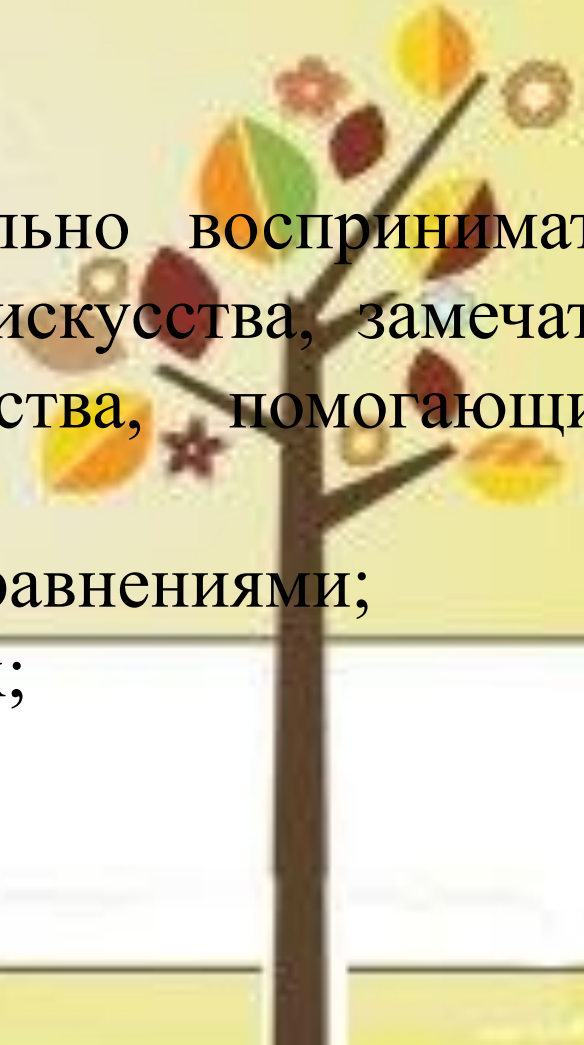 льно воспринимат
искусства, замечат
ства, помогающи
равнениями;
;